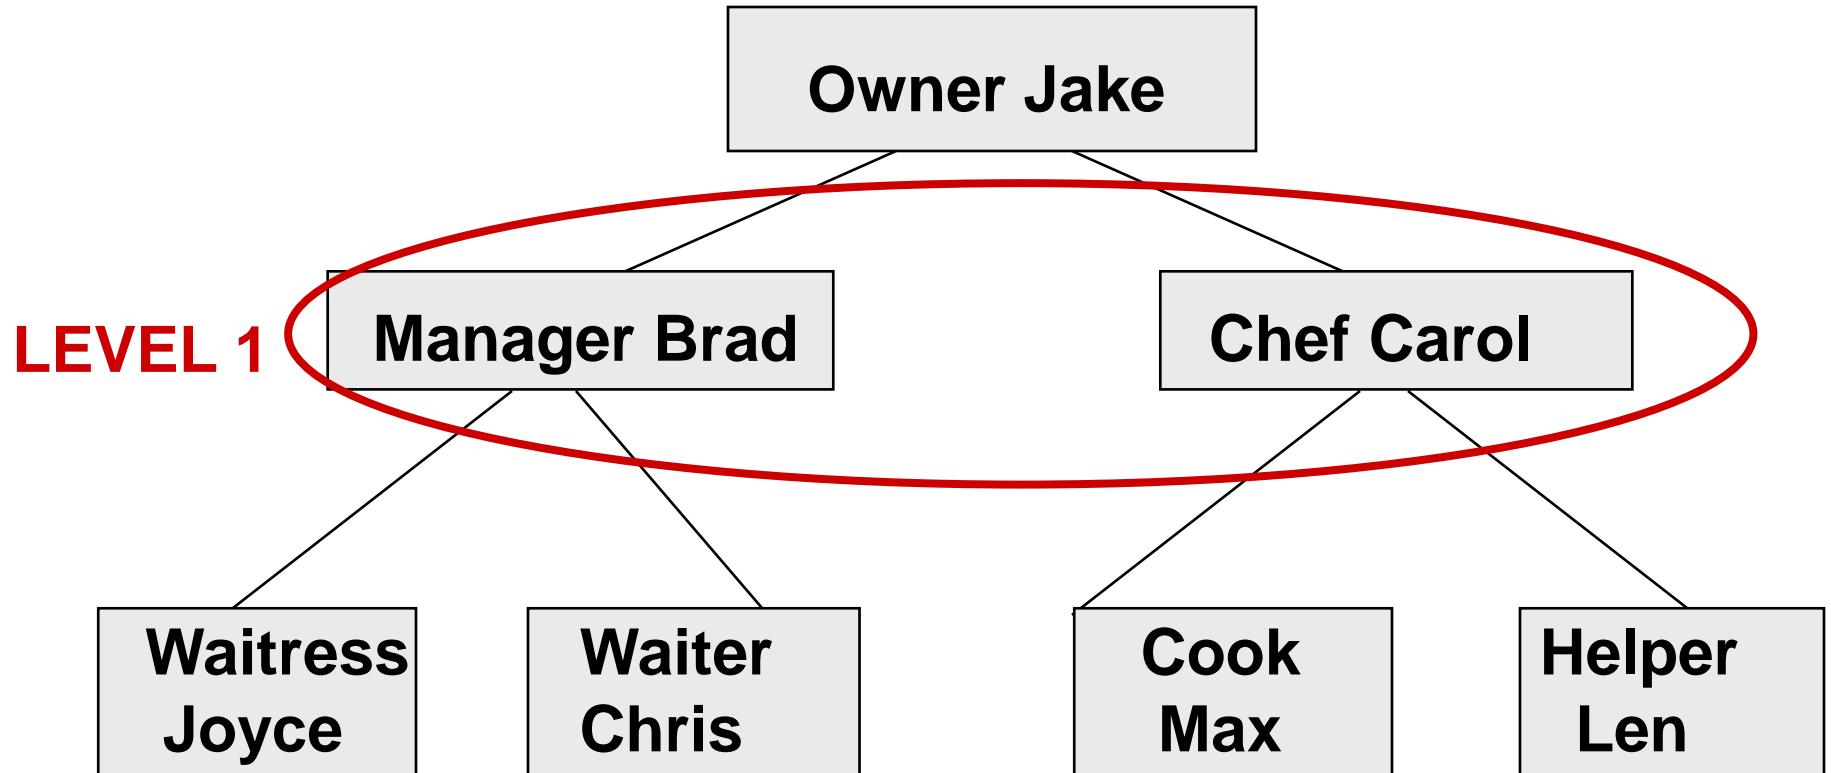 Owner Jake
LEVEL 1
Manager Brad
Chef Carol
Waitress
Joyce
Waiter
Chris
Cook
Max
Helper
Len